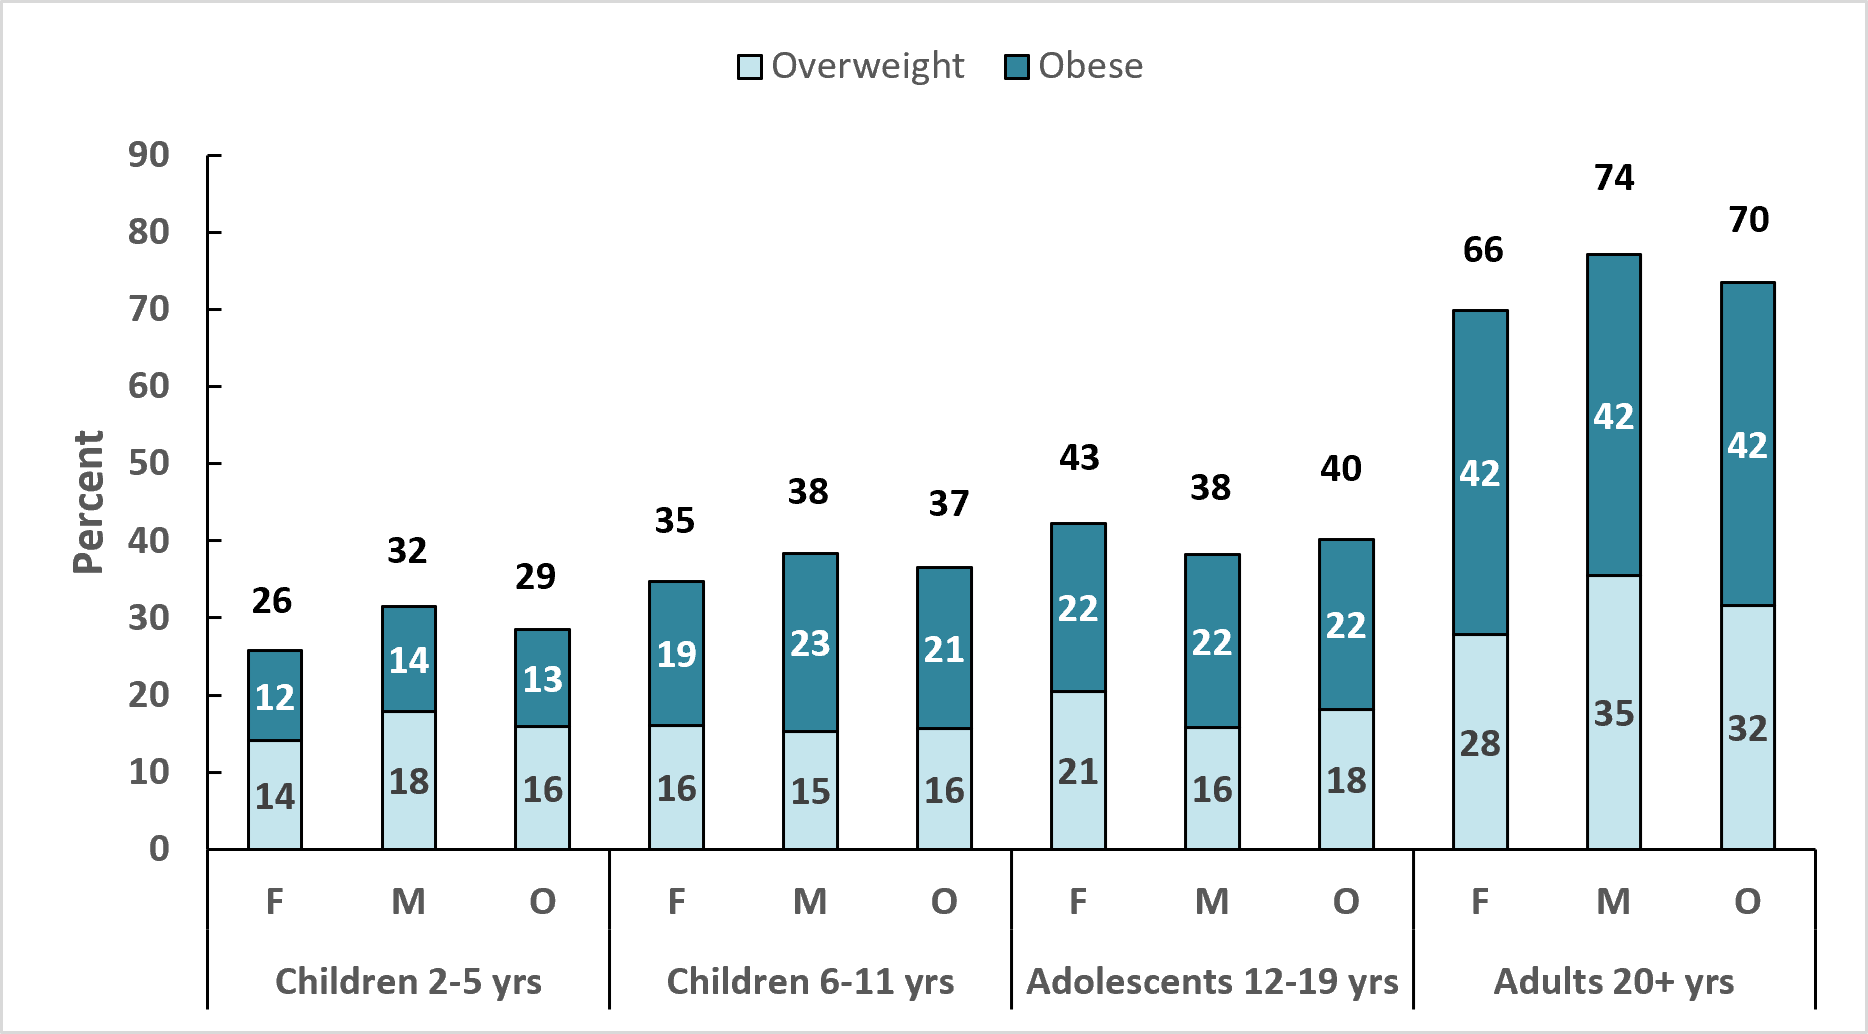 Overweight Obese
Percent
90
80
70
60
50
40
30
20
10
0
26 32 29 35 38 37 43 38 40 66 74 70
12 14 13 19 23 21 22 22 22 42 42 42
14 18 16 16 15 16 21 16 18 28 35 32
F M O F M O F M O F M O
Children 2-5 yrs Children 6-11 yrs Adolescents 12-19 yrs Adults 20+ yrs